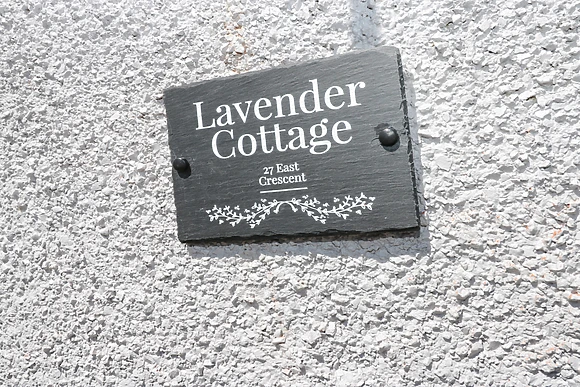 Lavender
Cottage
27 East
Crescent